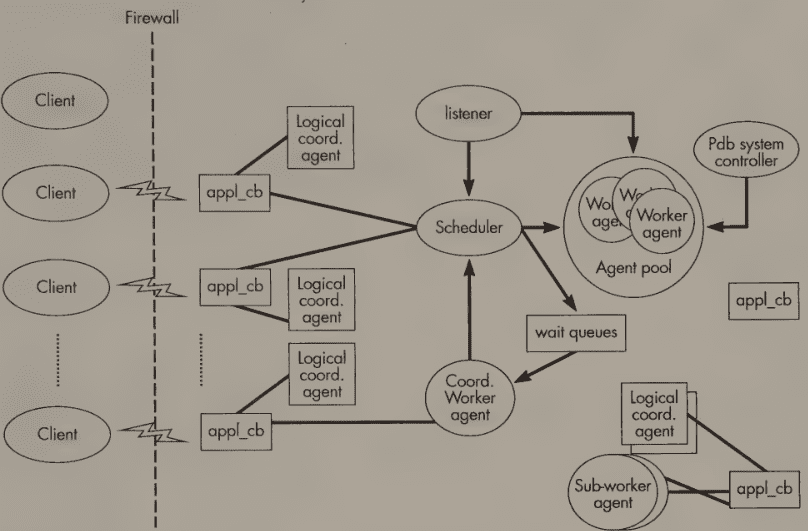 Firewall
Client
Logical
coord.
agent
listener
Pdb system
controller
Client
appl_cb
Scheduler
Worker
agent
Agent pool
Client
appl_cb
Logical
coord.
agent
appl_cb
wait queues
Logical
coord.
agent
Coord.
Worker
agent
Logical
coord.
agent
Client
appl_cb
Sub-worker
agent
appl_cb